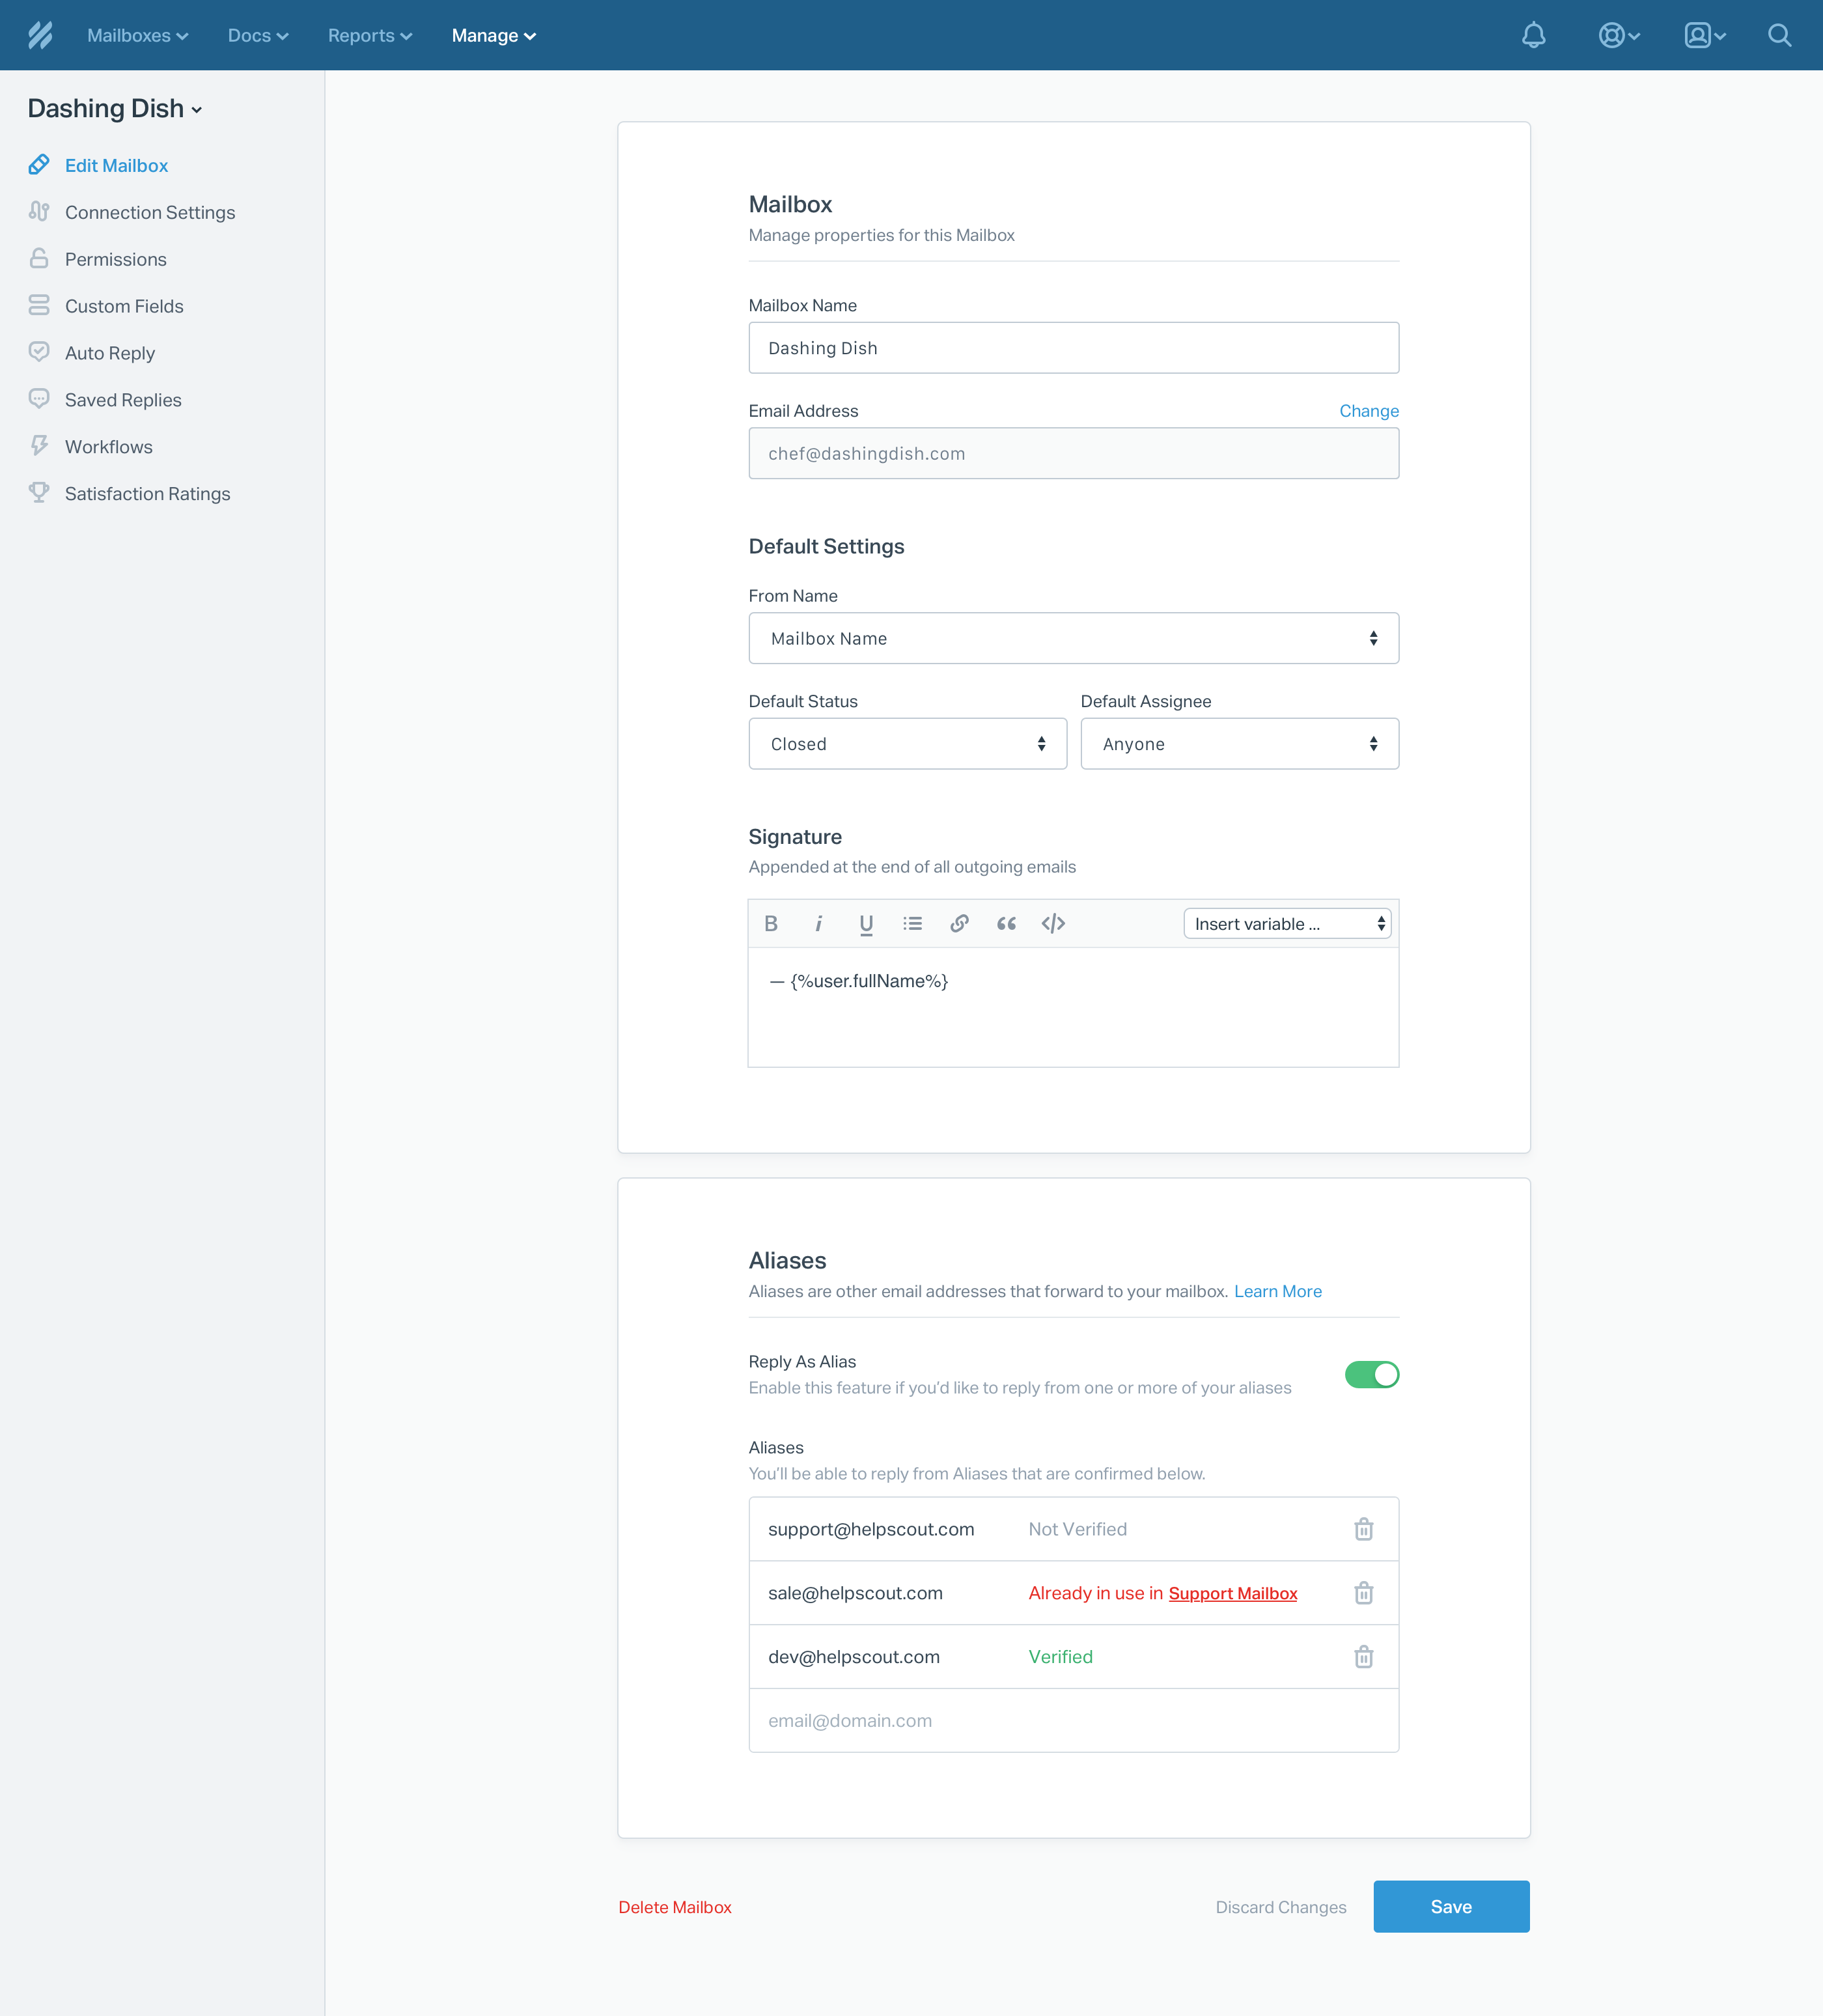 Mailboxes Docs Reports Manage
Dashing Dish
Edit Mailbox
Connection Settings
Permissions
Custom Fields
Auto Reply
Saved Replies
Workflows
Satisfaction Ratings
Mailbox
Manage properties for this Mailbox
Mailbox Name
Dashing Dish
Email Address Change
chef@dashingdish.com
Default Settings
From Name
Mailbox Name
Default Status Default Assignee
Closed Anyone
Signature
Appended at the end of all outgoing emails
B i U Insert variable ...
— {%user.fullName%}
Aliases
Aliases are other email addresses that forward to your mailbox. Learn More
Reply As Alias
Enable this feature if you’d like to reply from one or more of your aliases
Aliases
You’ll be able to reply from Aliases that are confirmed below.
support@helpscout.com Not Verified
sale@helpscout.com Already in use in Support Mailbox
dev@helpscout.com Verified
email@domain.com
Delete Mailbox Discard Changes Save